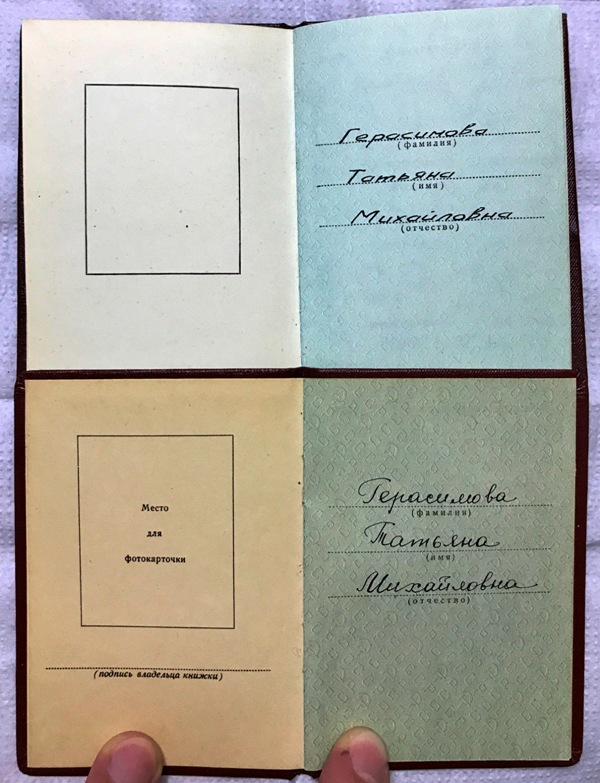 Герасимова
(фамилия)
Татьяна
(имя)
Михайловна
(отчество)
Место
для
фотокарточки
(подпись владельца книжки)
Герасимова
(фамилия)
Татьяна
(имя)
Михайловна
(отчество)